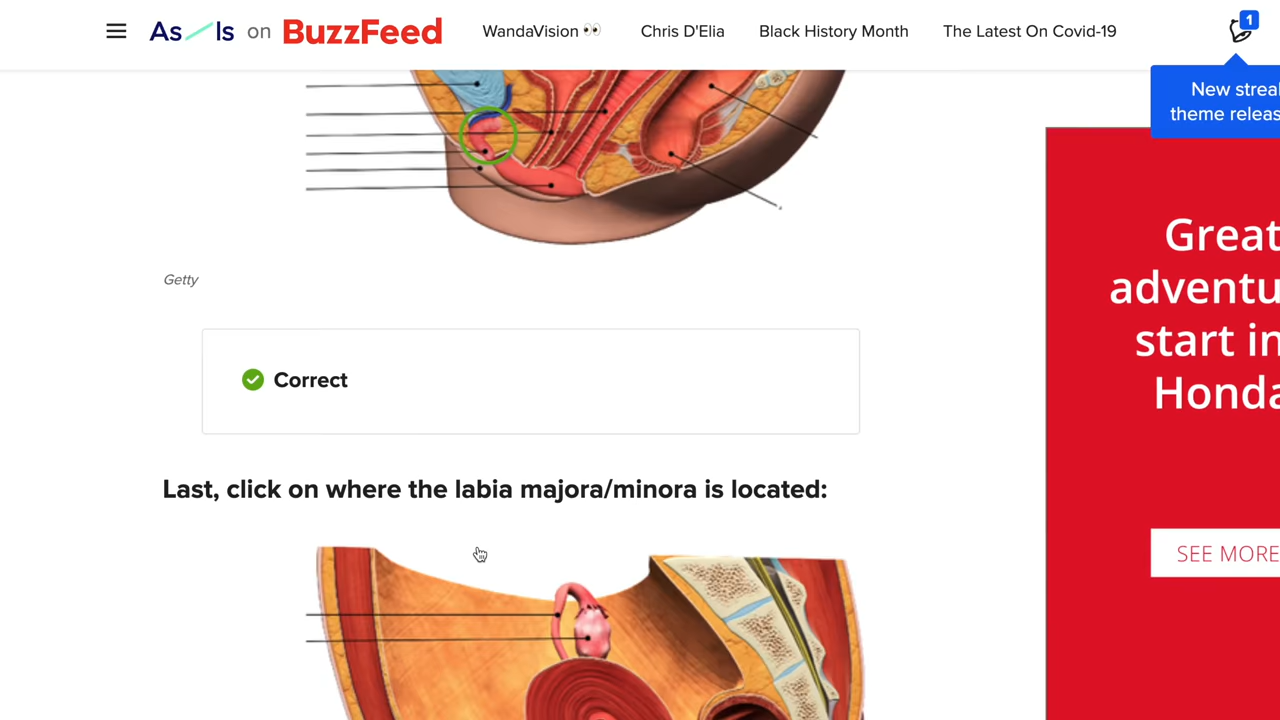 As/Is on BuzzFeed
WandaVision 👀
Chris D'Elia
Black History Month
The Latest On Covid-19
1
New streak
theme releas
Getty
Correct
Last, click on where the labia majora/minora is located:
Great
adventu
start in
Honda
SEE MORE